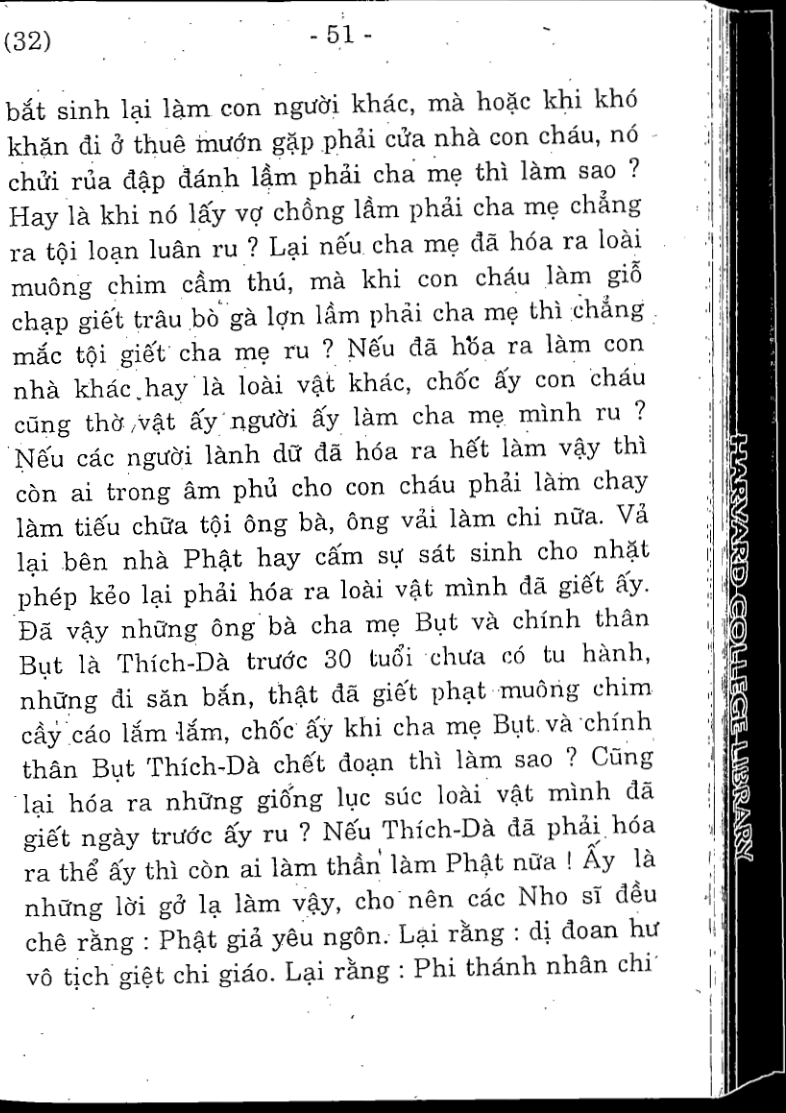 (32)
- 51 -
bắt sinh lại làm con người khác, mà hoặc khi khó
khăn đi ở thuê mướn gặp phải cửa nhà con cháu, nó
chửi rủa đập đánh lầm phải cha mẹ thì làm sao ?
Hay là khi nó lấy vợ chồng lầm phải cha mẹ chẳng
ra tội loạn luân ru ? Lại nếu cha mẹ đã hóa ra loài
muông chim cầm thú, mà khi con cháu làm giỗ
chạp giết trâu bò gà lợn lầm phải cha mẹ thì chẳng
mắc tội giết cha mẹ ru ? Nếu đã hóa ra làm con
nhà khác hay là loài vật khác, chốc ấy con cháu
cũng thờ vật ấy người ấy làm cha mẹ mình ru ?
Nếu các người lành dữ đã hóa ra hết làm vậy thì
còn ai trong âm phủ cho con cháu phải làm chay
làm tiếu chữa tội ông bà, ông vải làm chi nữa. Vả
lại bên nhà Phật hay cấm sự sát sinh cho nhặt
phép kẻo lại phải hóa ra loài vật mình đã giết ấy.
Đã vậy những ông bà cha mẹ Bụt và chính thân
Bụt là Thích-Dà trước 30 tuổi chưa có tu hành,
những đi săn bắn, thật đã giết phạt muông chim
cầy cáo lắm lắm, chốc ấy khi cha mẹ Bụt và chính
thân Bụt Thích-Dà chết đoạn thì làm sao ? Cũng
lại hóa ra những giống lục súc loài vật mình đã
giết ngày trước ấy ru ? Nếu Thích-Dà đã phải hóa
ra thể ấy thì còn ai làm thần làm Phật nữa ! Ấy là
những lời gở lạ làm vậy, cho nên các Nho sĩ đều
chê rằng : Phật giả yêu ngôn. Lại rằng : dị đoan hư
vô tịch giệt chi giáo. Lại rằng : Phi thánh nhân chi
HARVARD COLLEGE LIBRARY